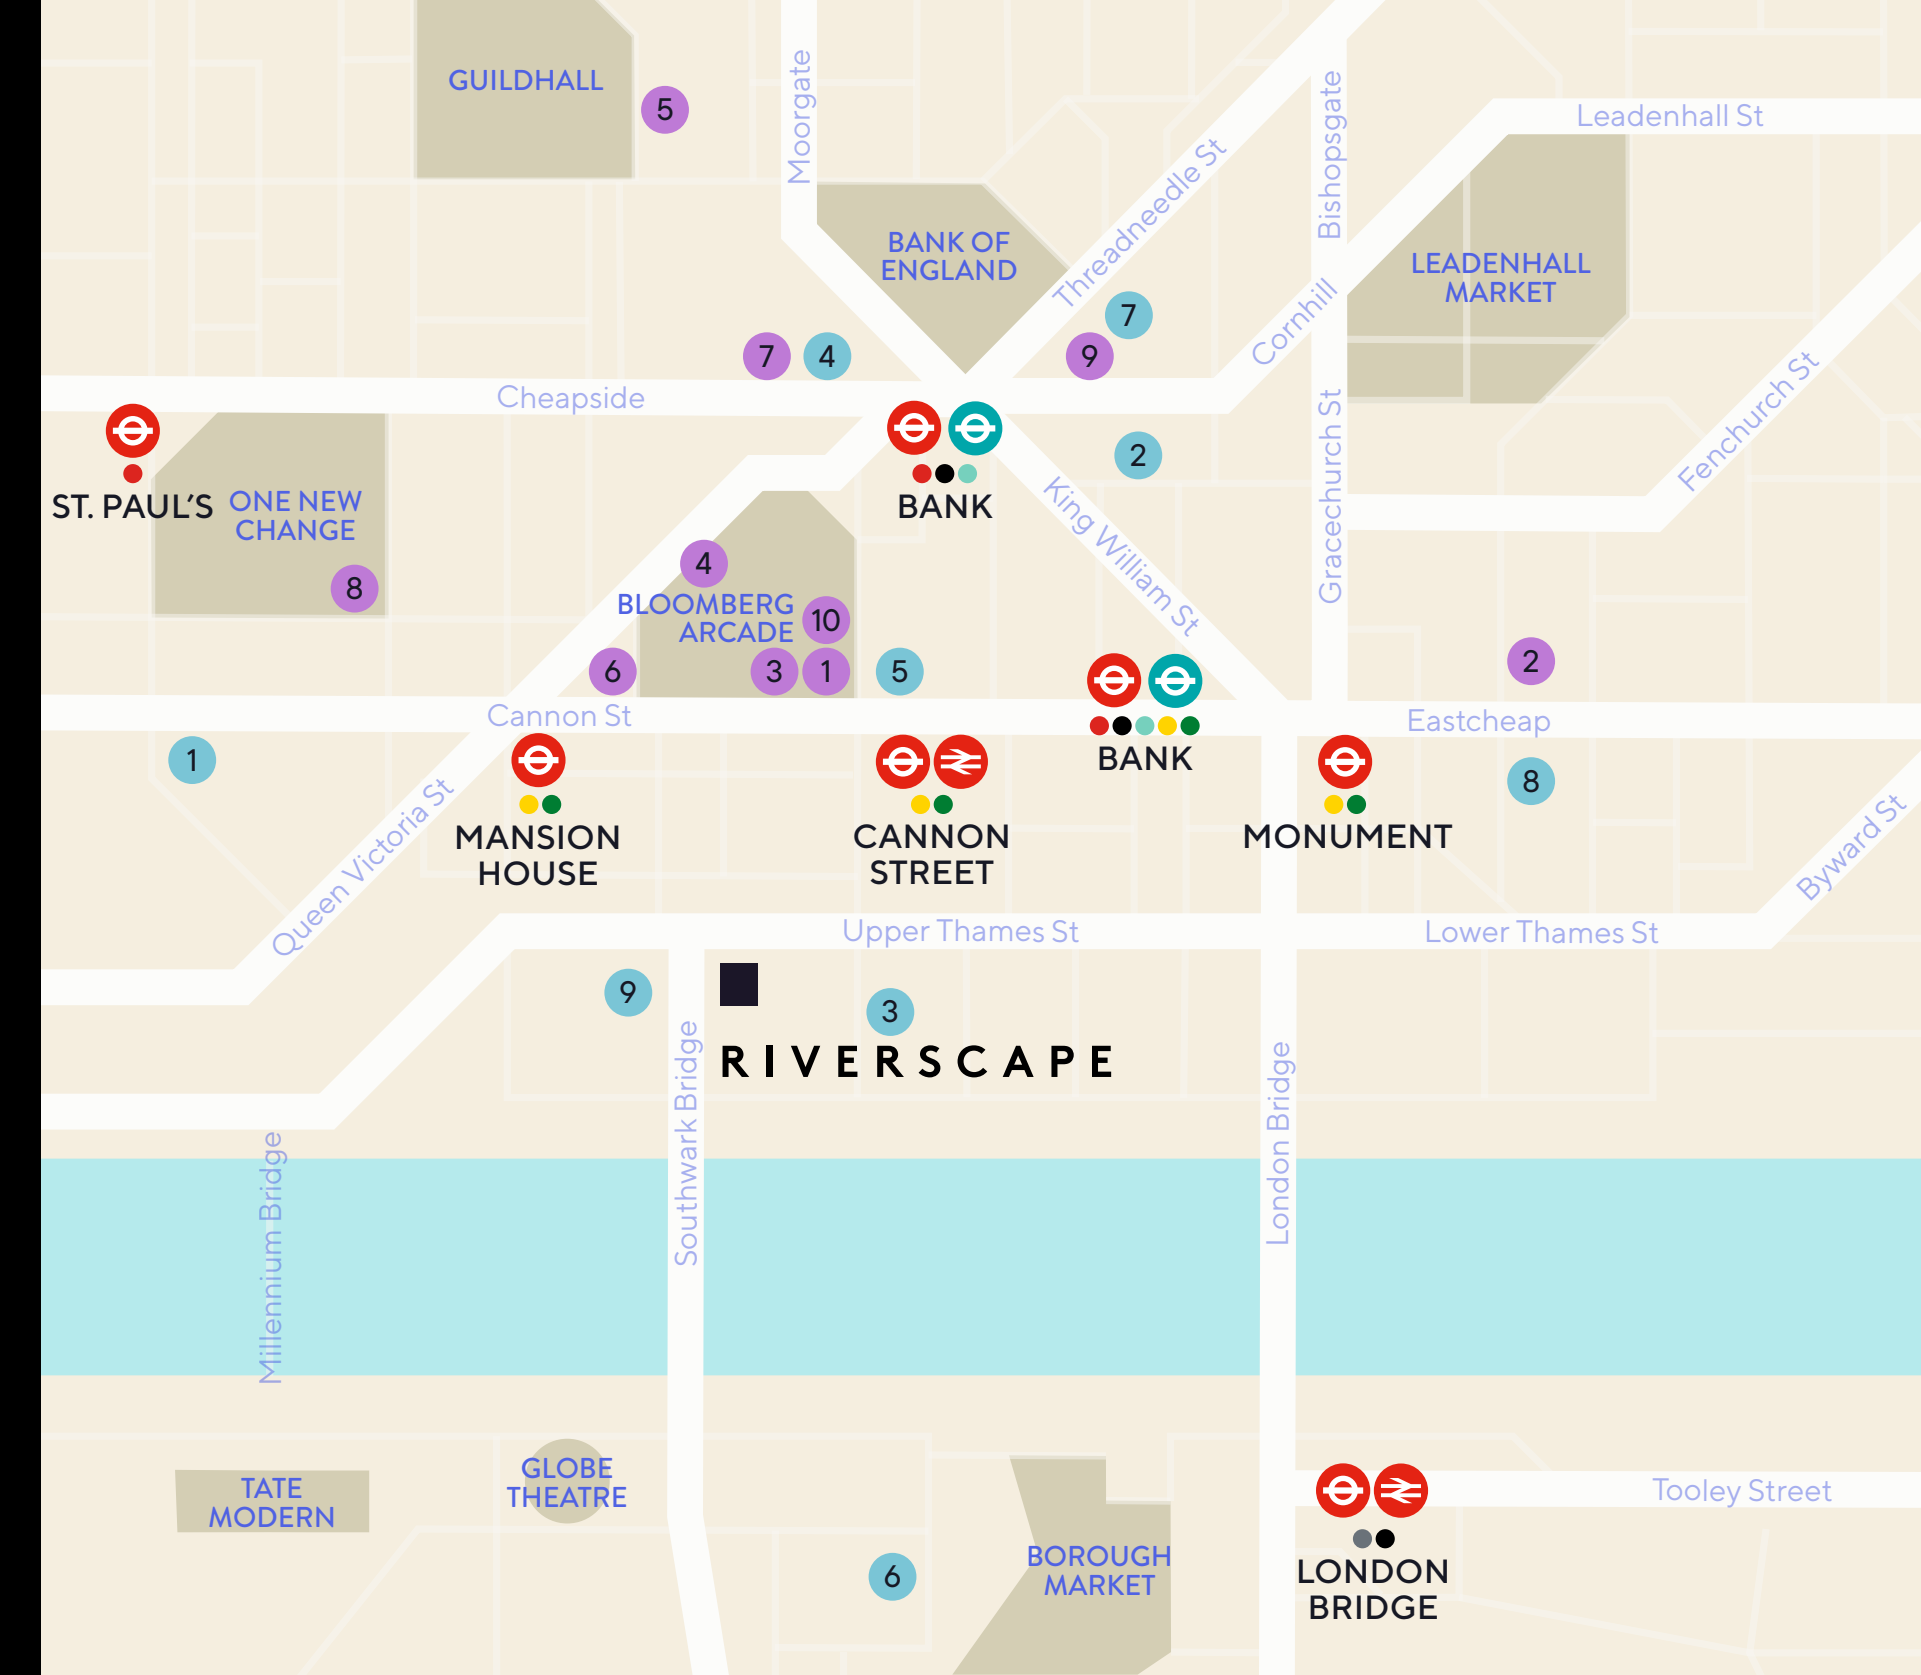 GUILDHALL
5
Moorgate
Bishopsgate
Leadenhall St
Threadneedle St
BANK OF
ENGLAND
LEADENHALL
MARKET
7
Cornhill
7
4
9
Cheapside
Gracechurch St
Fenchurch St
2
ST. PAUL'S
BANK
ONE NEW
CHANGE
8
King William St
4
BLOOMBERG
ARCADE
10
6
3
1
5
2
Cannon St
Eastcheap
1
BANK
8
MANSION
HOUSE
CANNON
STREET
MONUMENT
Queen Victoria St
Byward St
Upper Thames St
Lower Thames St
9
3
RIVERSCAPE
Millennium Bridge
Southwark Bridge
London Bridge
TATE
MODERN
GLOBE
THEATRE
6
BOROUGH
MARKET
Tooley Street
LONDON
BRIDGE